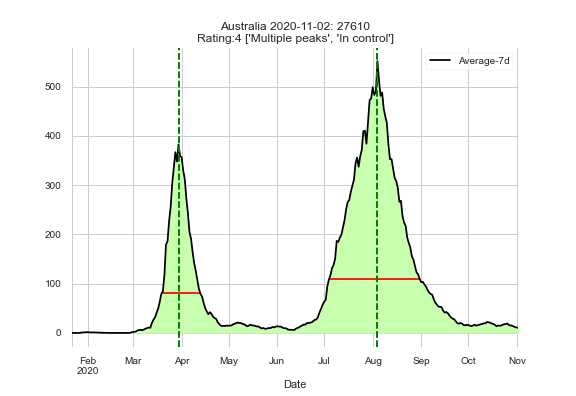 Australia 2020-11-02: 27610
Rating:4 ['Multiple peaks', 'In control']
Average-7d
500
400
300
200
100
0
Feb Mar Apr May Jun Jul Aug Sep Oct Nov
2020
Date